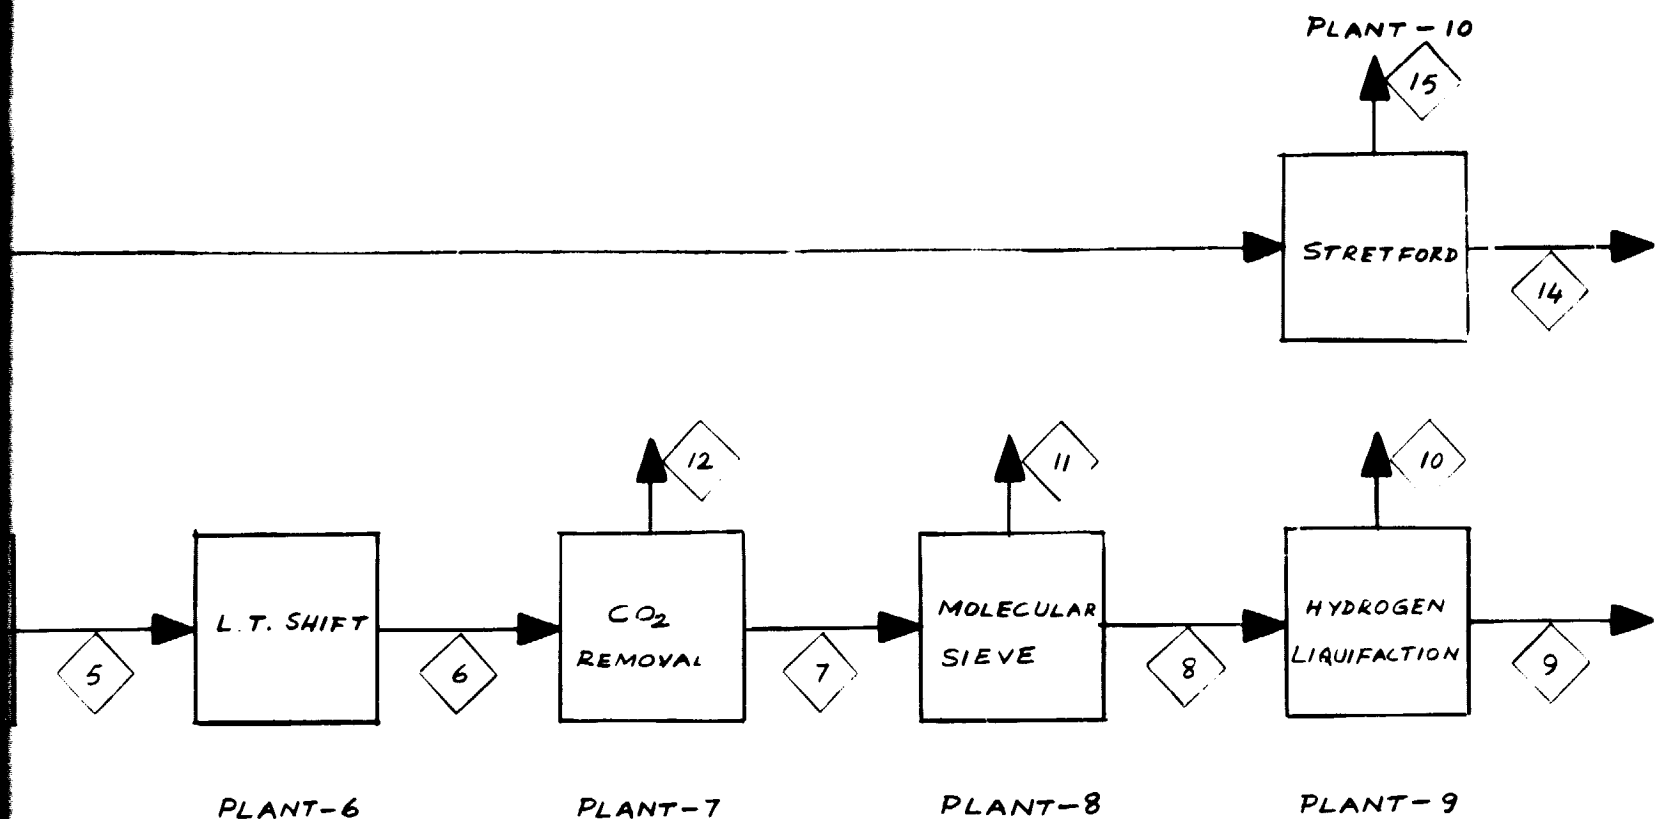 PLANT-10
15
STRETFORD
14
12
11
10
L.T. SHIFT
CO2
REMOVAL
MOLECULAR
SIEVE
HYDROGEN
LIQUIFACTION
5
6
7
8
9
PLANT-6
PLANT-7
PLANT-8
PLANT-9